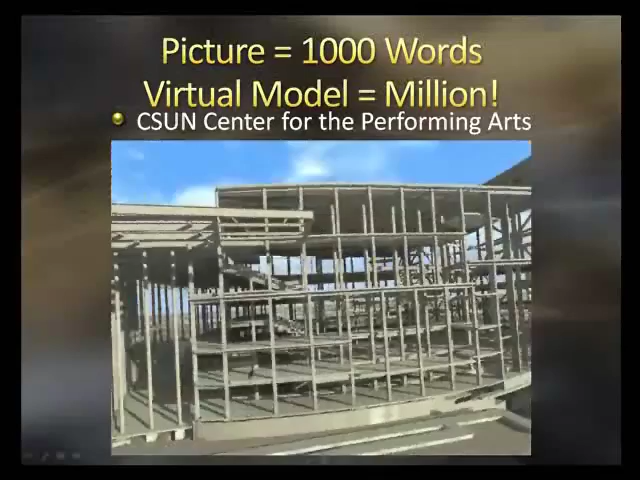 Picture = 1000 Words
Virtual Model = Million!
CSUN Center for the Performing Arts